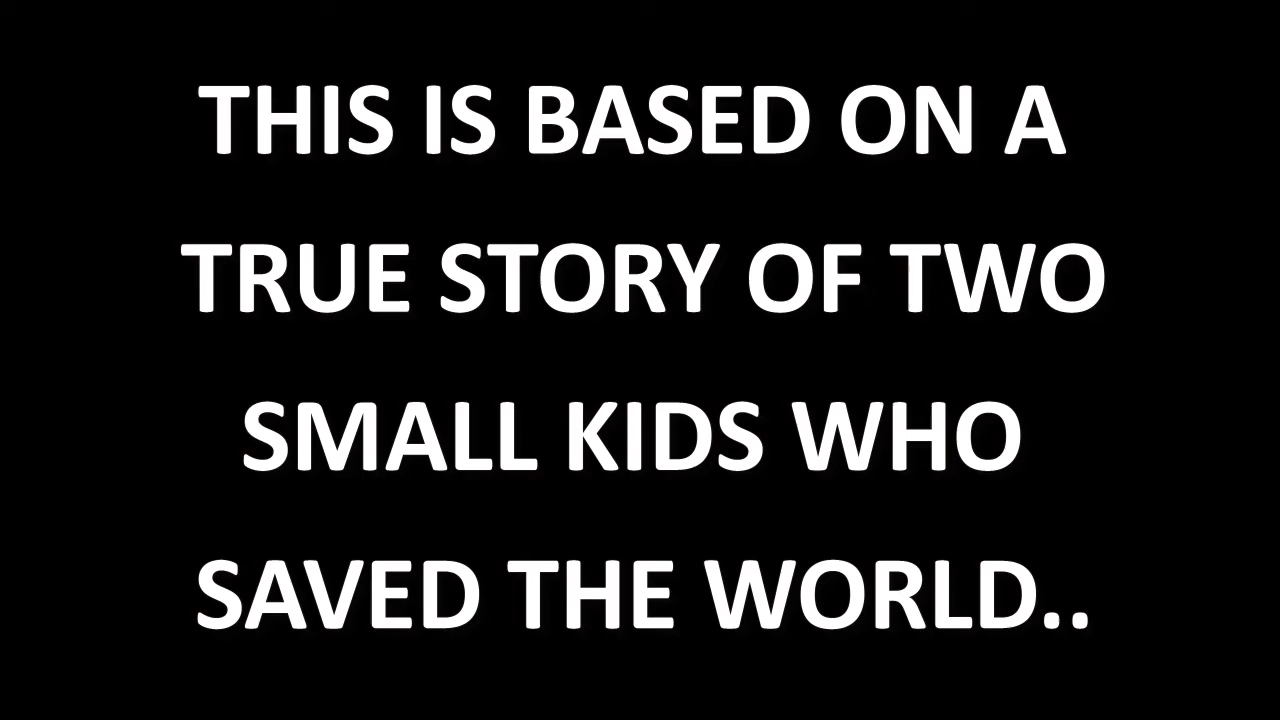 THIS IS BASED ON A
TRUE STORY OF TWO
SMALL KIDS WHO
SAVED THE WORLD..